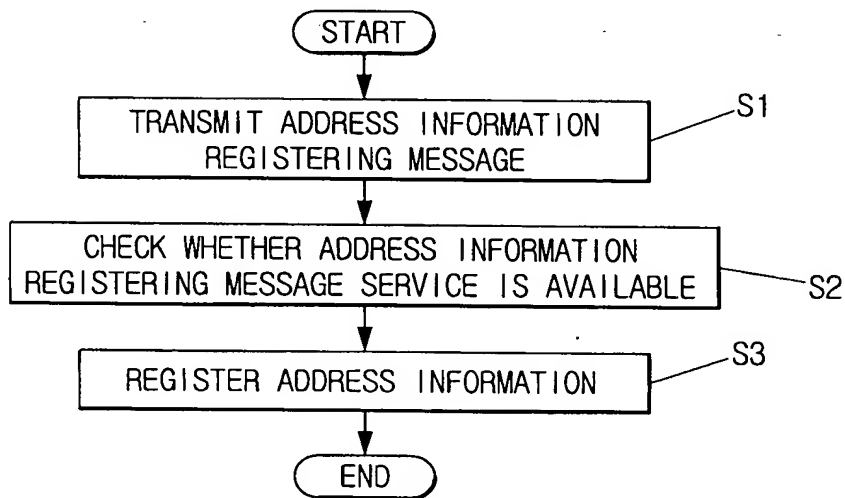 START
TRANSMIT ADDRESS INFORMATION
REGISTERING MESSAGE
S1
CHECK WHETHER ADDRESS INFORMATION
REGISTERING MESSAGE SERVICE IS AVAILABLE
S2
REGISTER ADDRESS INFORMATION
S3
END